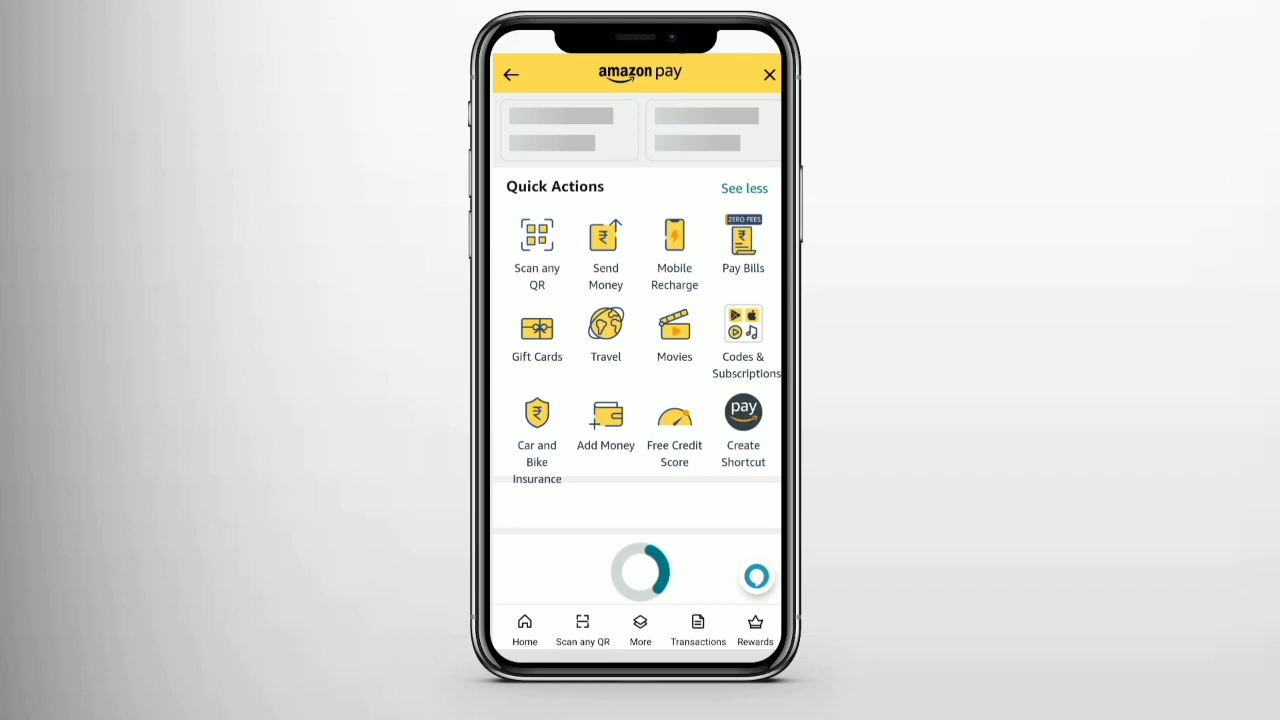 amazon pay
Quick Actions
See less
ZERO FEES
Scan any
QR
Send
Money
Mobile
Recharge
Pay Bills
Gift Cards
Travel
Movies
Codes &
Subscriptions
Car and
Bike
Insurance
Add Money
Free Credit
Score
pay
Create
Shortcut
Home
Scan any QR
More
Transactions
Rewards